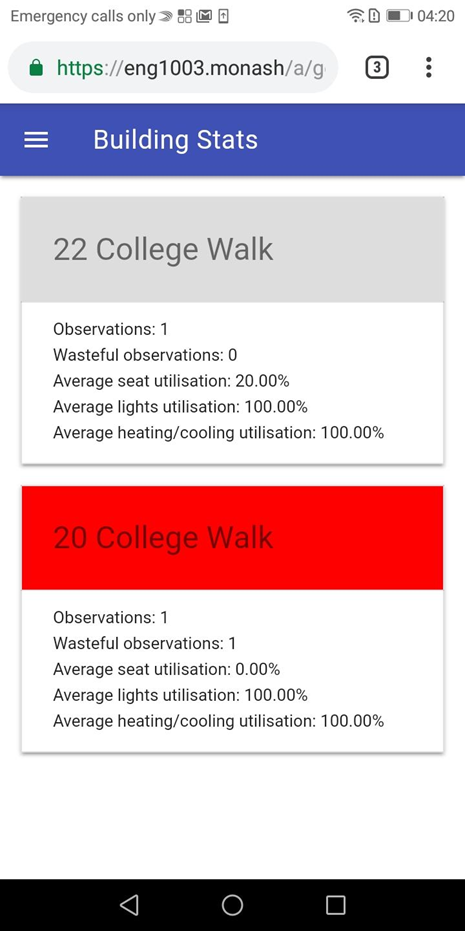 Emergency calls only 04:20
https://eng1003.monash/a/g
3
Building Stats
22 College Walk
Observations: 1
Wasteful observations: 0
Average seat utilisation: 20.00%
Average lights utilisation: 100.00%
Average heating/cooling utilisation: 100.00%
20 College Walk
Observations: 1
Wasteful observations: 1
Average seat utilisation: 0.00%
Average lights utilisation: 100.00%
Average heating/cooling utilisation: 100.00%